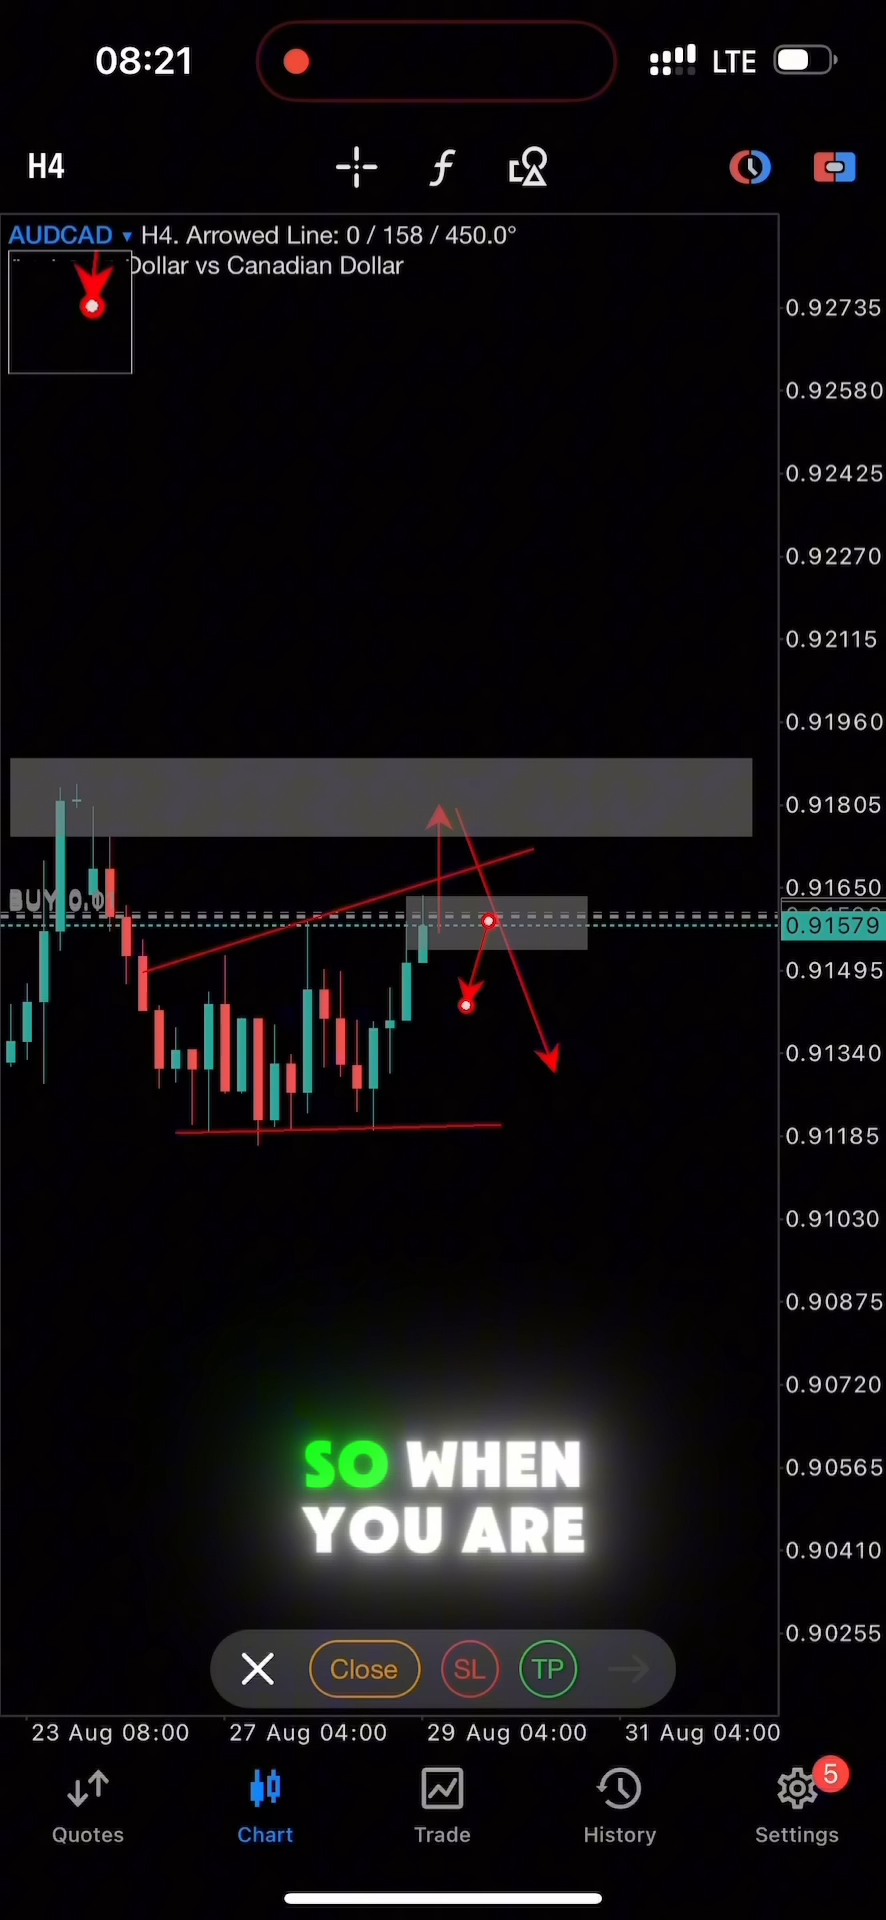 08:21
LTE
H4
AUDCAD ▾ H4. Arrowed Line: 0 / 158 / 450.0°
Dollar vs Canadian Dollar
0.92735
0.92580
0.92425
0.92270
0.92115
0.91960
0.91805
0.91650
BUY 0.0
0.91579
0.91495
0.91340
0.91185
0.91030
0.90875
0.90720
SO WHEN
YOU ARE
0.90565
0.90410
0.90255
Close SL TP
23 Aug 08:00 27 Aug 04:00 29 Aug 04:00 31 Aug 04:00
5
Quotes Chart Trade History Settings